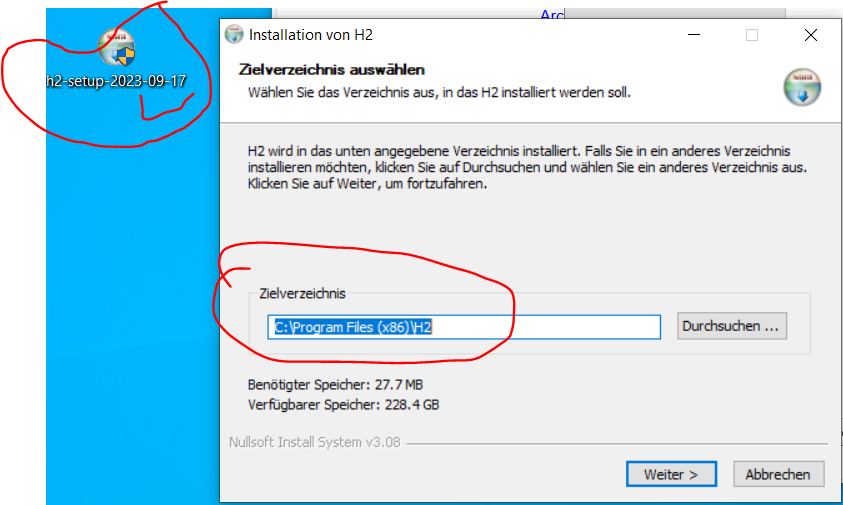 Arc
h2-setup-2023-09-17
Installation von H2
Zielverzeichnis auswählen
Wählen Sie das Verzeichnis aus, in das H2 installiert werden soll.
H2 wird in das unten angegebene Verzeichnis installiert. Falls Sie in ein anderes Verzeichnis
installieren möchten, klicken Sie auf Durchsuchen und wählen Sie ein anderes Verzeichnis aus.
Klicken Sie auf Weiter, um fortzufahren.
Zielverzeichnis
C:\Program Files (x86)\H2
Durchsuchen ...
Benötigter Speicher: 27.7 MB
Verfügbarer Speicher: 228.4 GB
Nullsoft Install System v3.08
Weiter >
Abbrechen